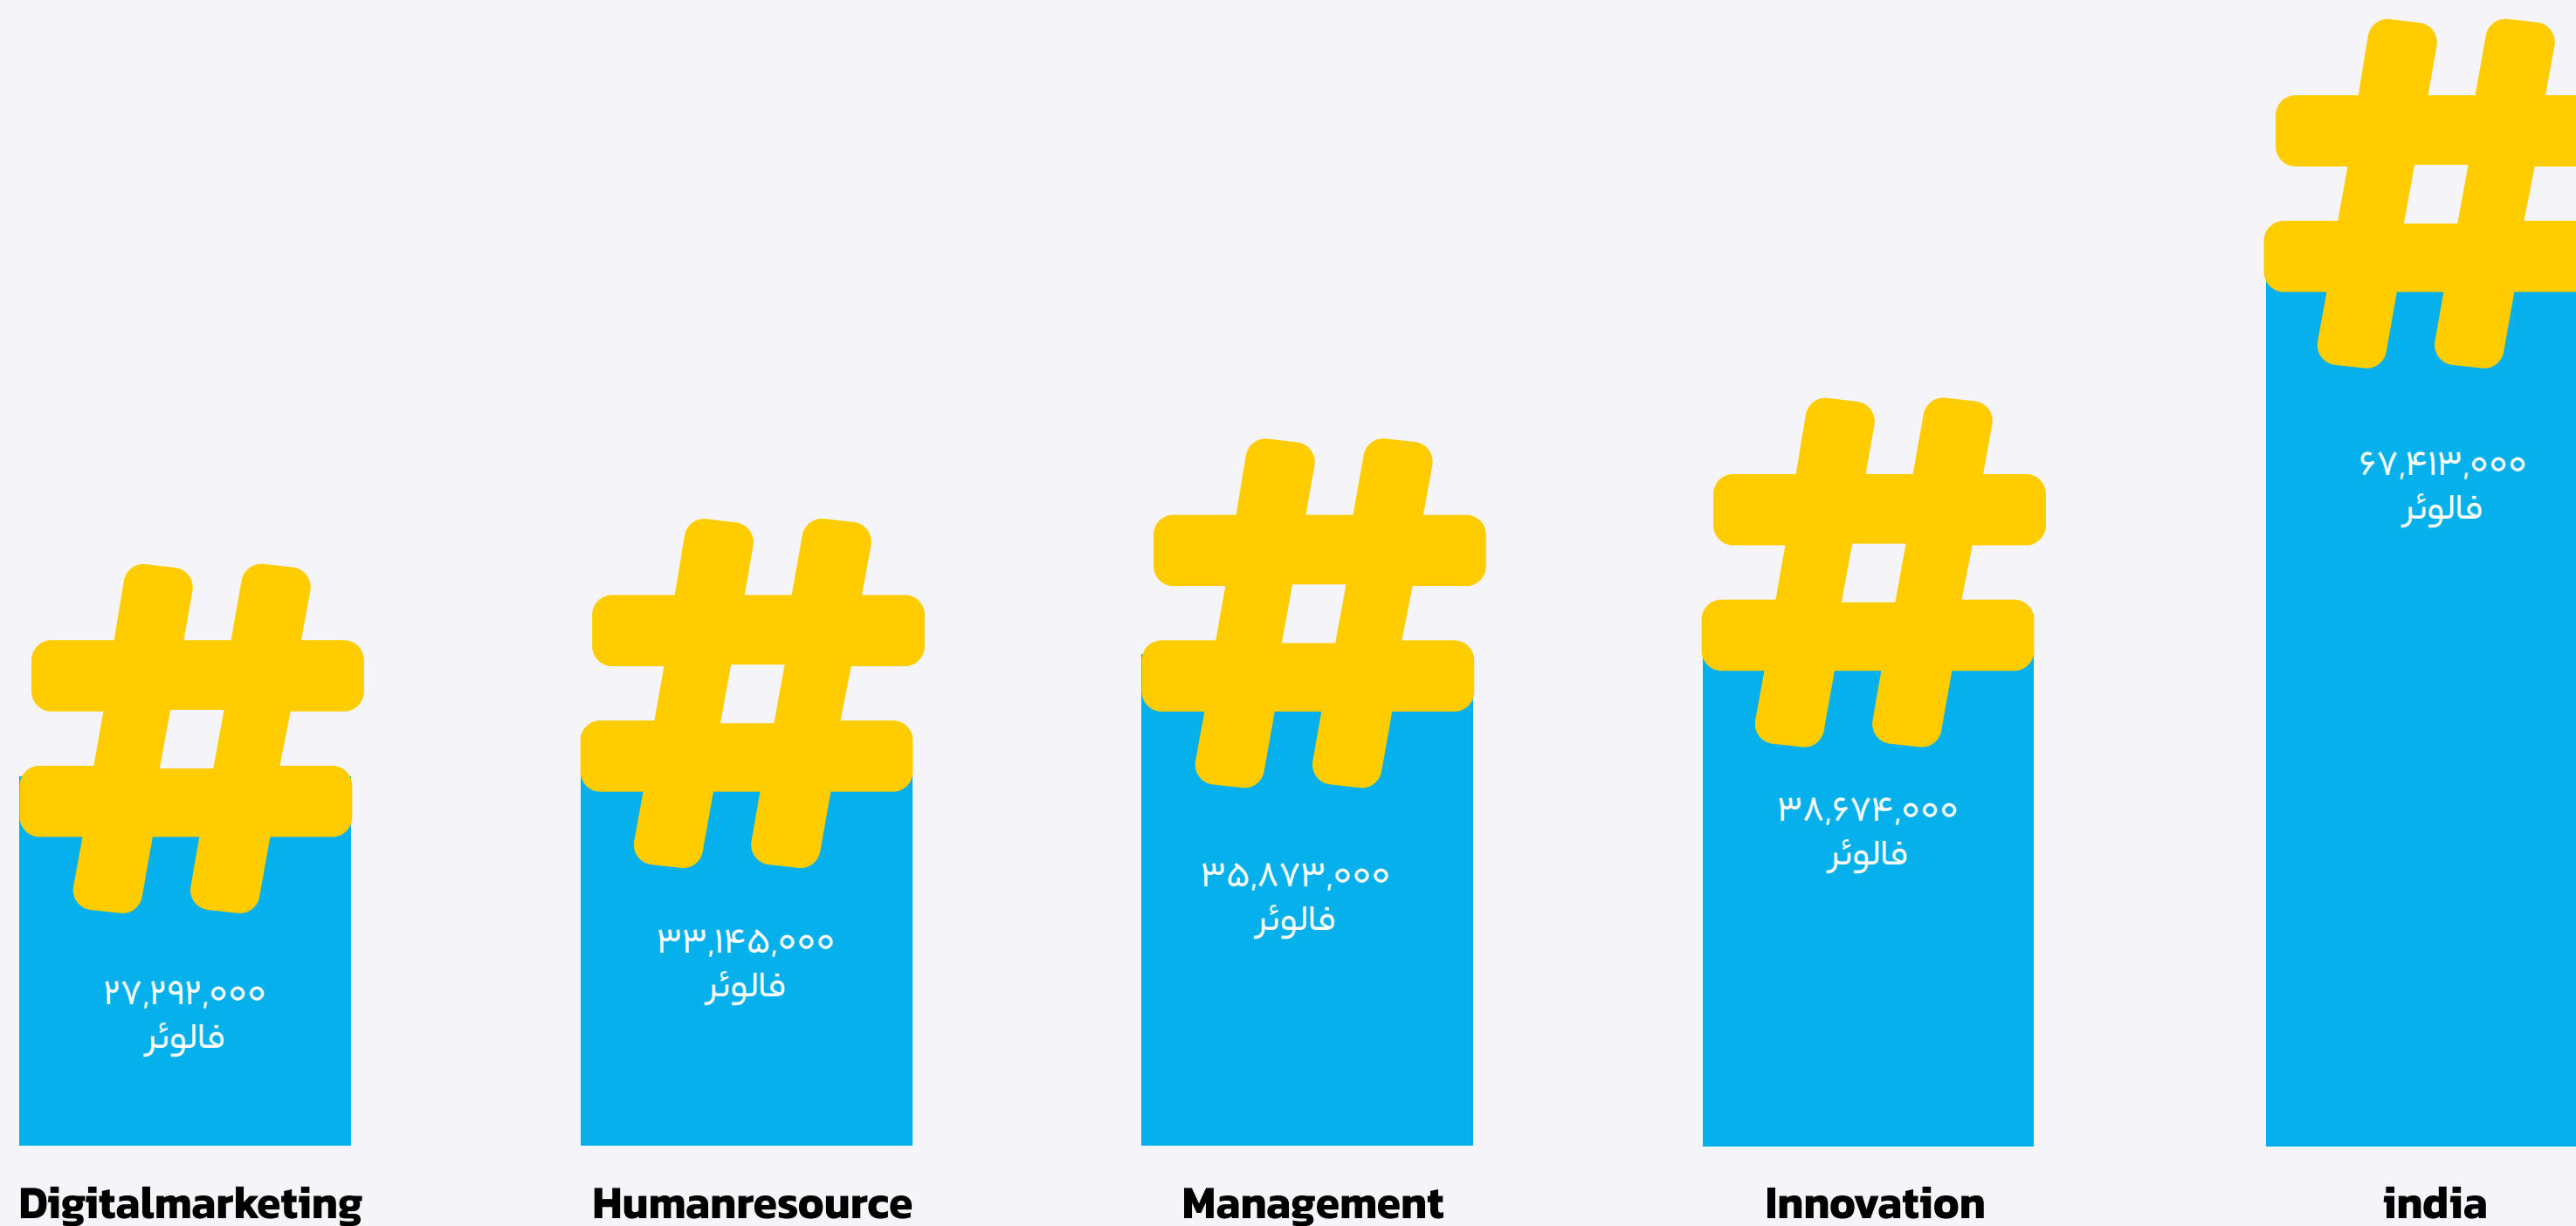 ۶۷,۴۱۳,۰۰۰
فالوئر
۳۸,۶۷۴,۰۰۰
فالوئر
۳۵,۸۷۳,۰۰۰
فالوئر
۳۳,۱۴۵,۰۰۰
فالوئر
۲۷,۲۹۲,۰۰۰
فالوئر
Digitalmarketing
Humanresource
Management
Innovation
india